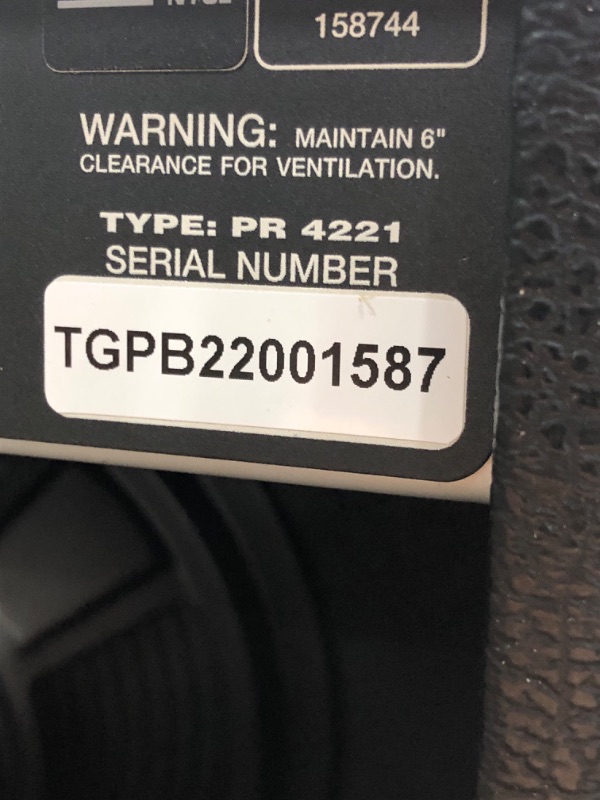 158744
WARNING: MAINTAIN 6"
CLEARANCE FOR VENTILATION.
TYPE: PR 4221
SERIAL NUMBER
TGPB22001587